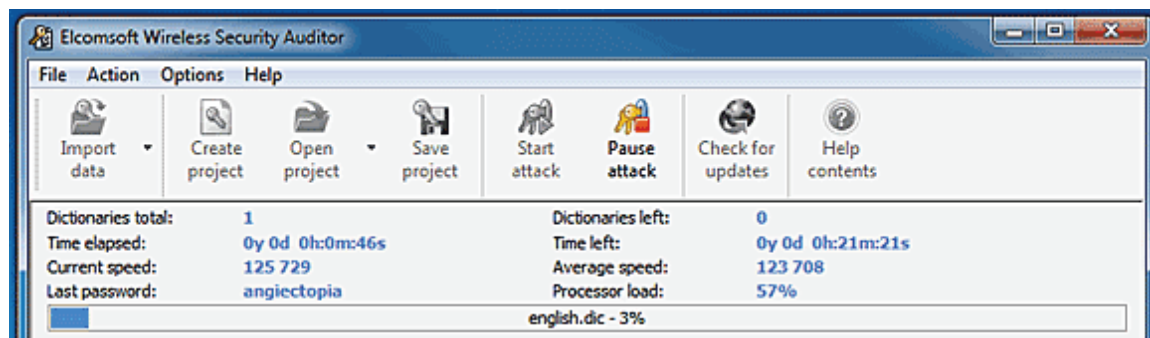 Elcomsoft Wireless Security Auditor
File Action Options Help
Import data
Create project
Open project
Save project
Start attack
Pause attack
Check for updates
Help contents
Dictionaries total: 1 Dictionaries left: 0
Time elapsed: 0y 0d 0h:0m:46s Time left: 0y 0d 0h:21m:21s
Current speed: 125 729 Average speed: 123 708
Last password: angiectopia Processor load: 57%
english.dic - 3%